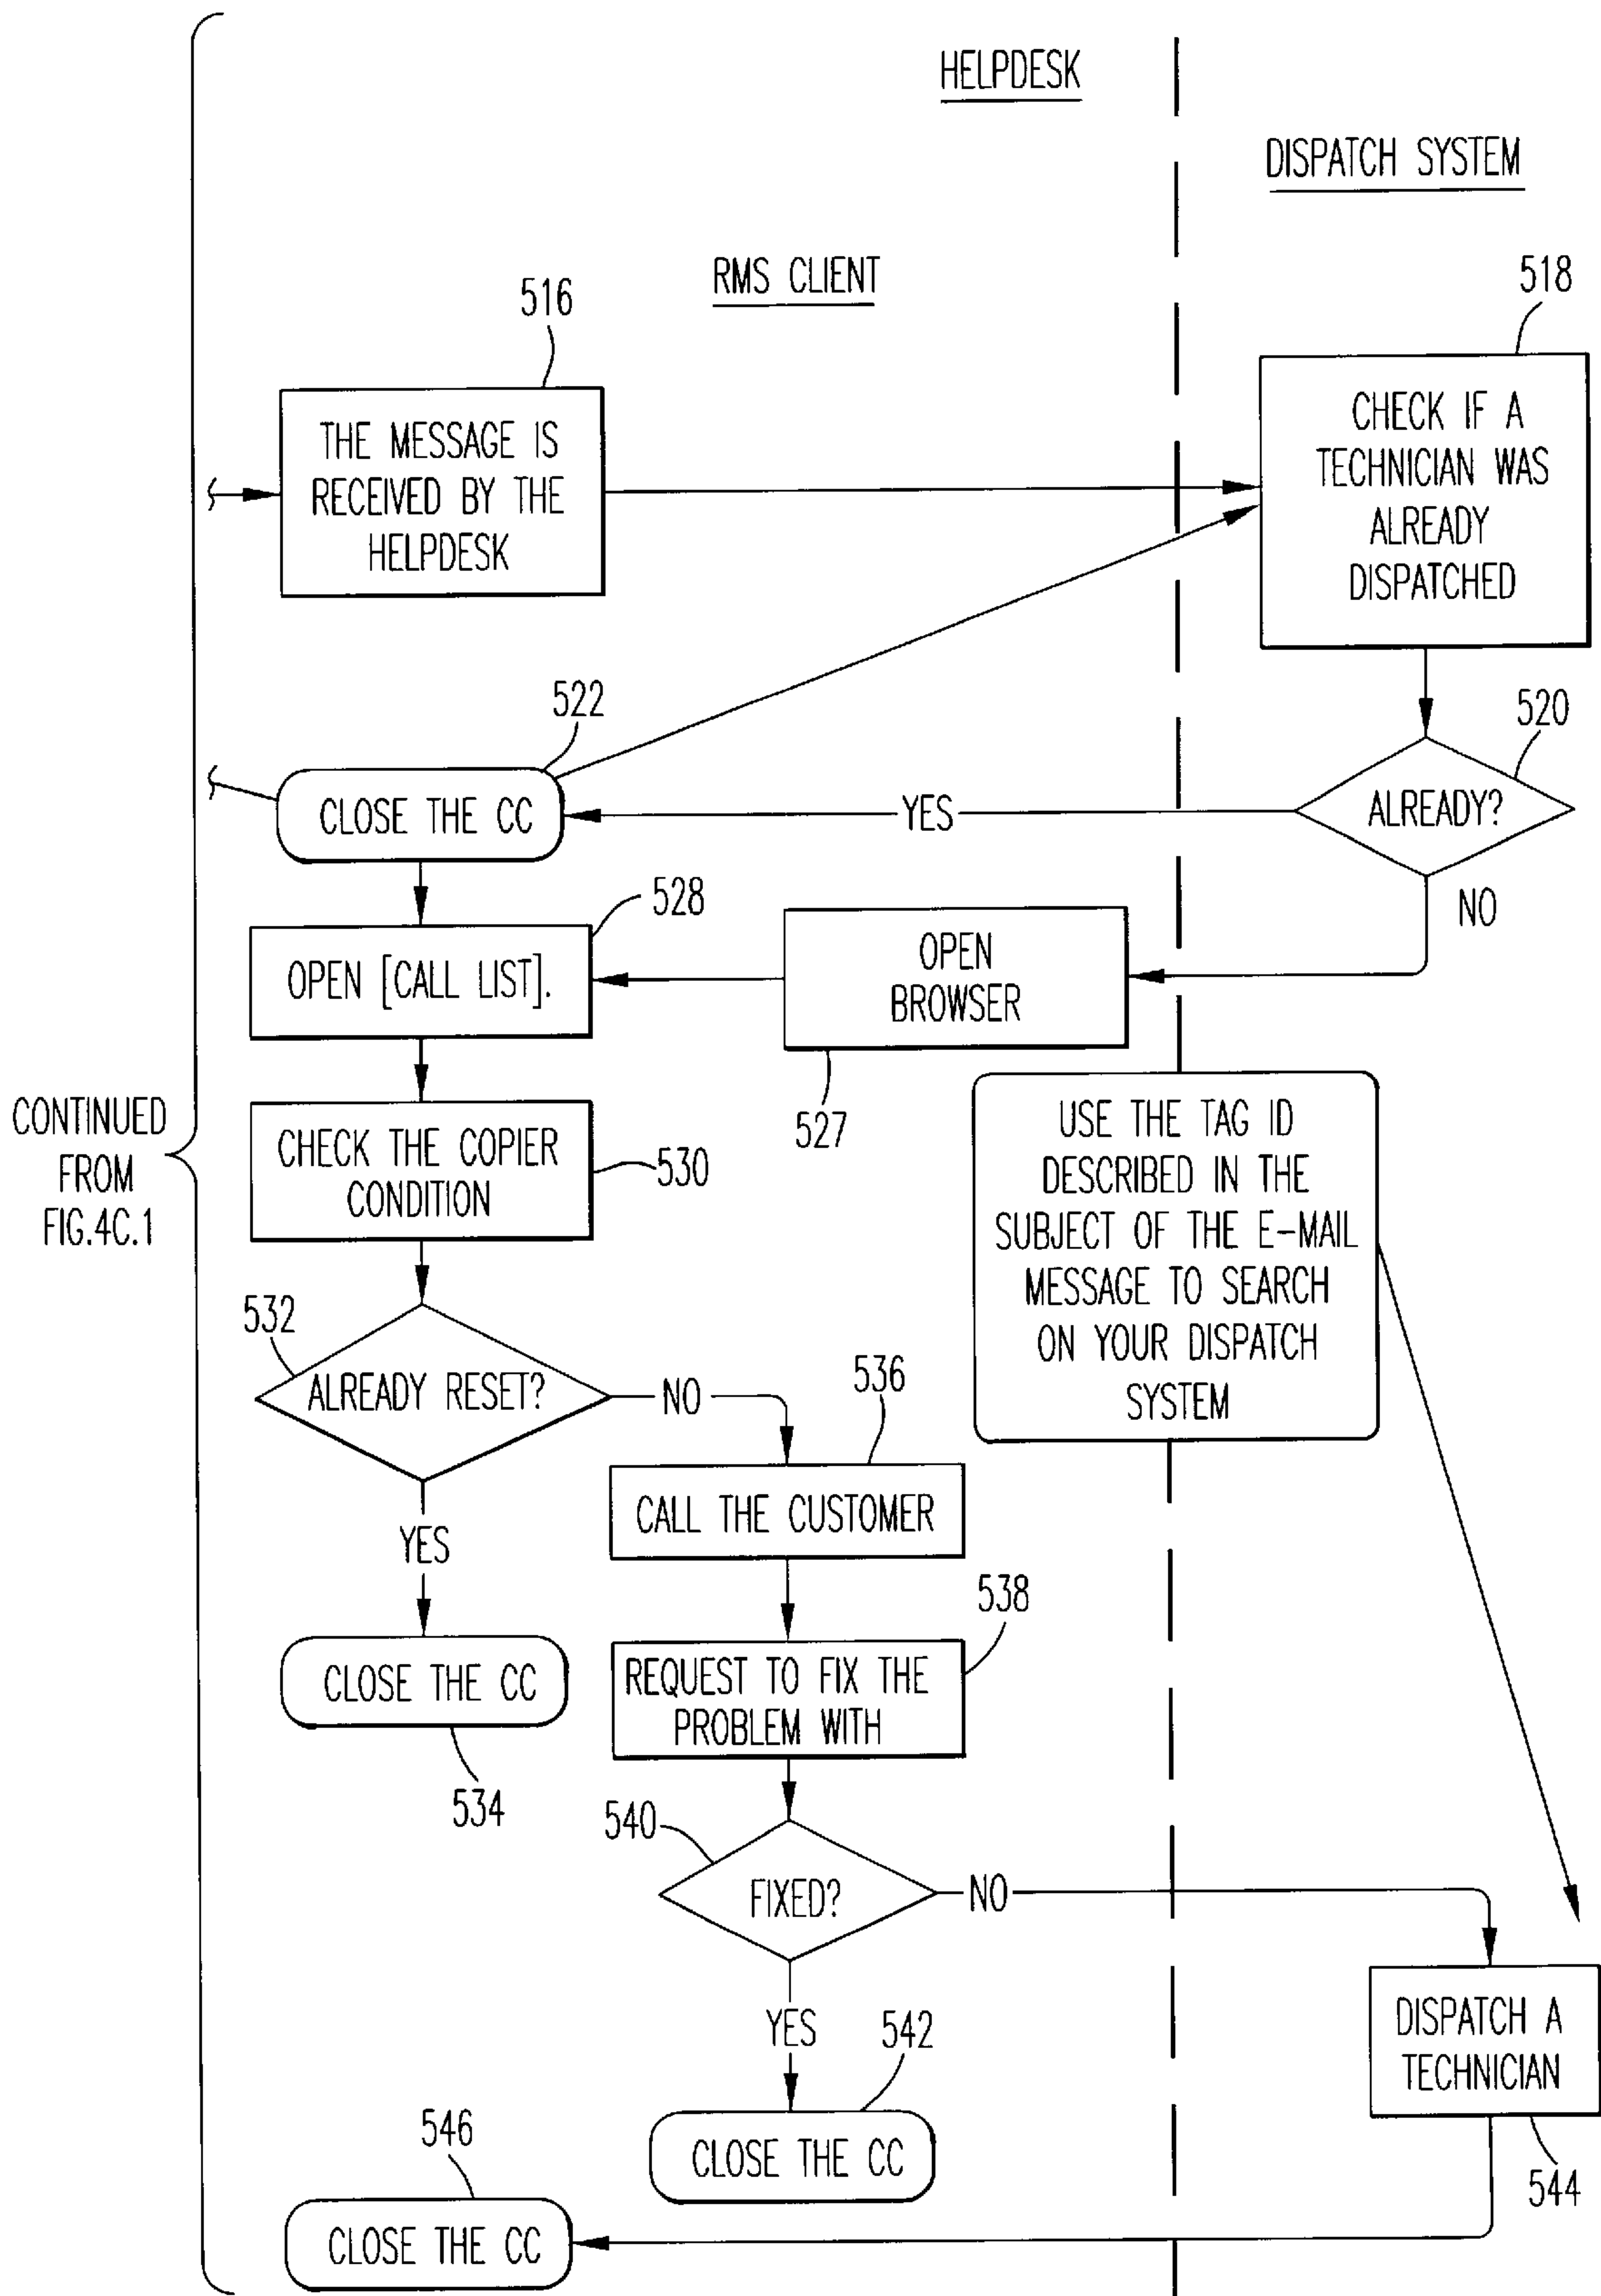 HELPDESK
DISPATCH SYSTEM
RMS CLIENT
516
518
THE MESSAGE IS
RECEIVED BY THE
HELPDESK
CHECK IF A
TECHNICIAN WAS
ALREADY
DISPATCHED
522
520
CLOSE THE CC
YES
ALREADY?
NO
528
OPEN [CALL LIST].
OPEN
BROWSER
527
CONTINUED
FROM
FIG.4C.1
CHECK THE COPIER
CONDITION
530
USE THE TAG ID
DESCRIBED IN THE
SUBJECT OF THE E-MAIL
MESSAGE TO SEARCH
ON YOUR DISPATCH
SYSTEM
532
ALREADY RESET?
NO
536
CALL THE CUSTOMER
YES
538
CLOSE THE CC
534
REQUEST TO FIX THE
PROBLEM WITH
540
FIXED?
NO
YES
542
DISPATCH A
TECHNICIAN
544
CLOSE THE CC
546
CLOSE THE CC